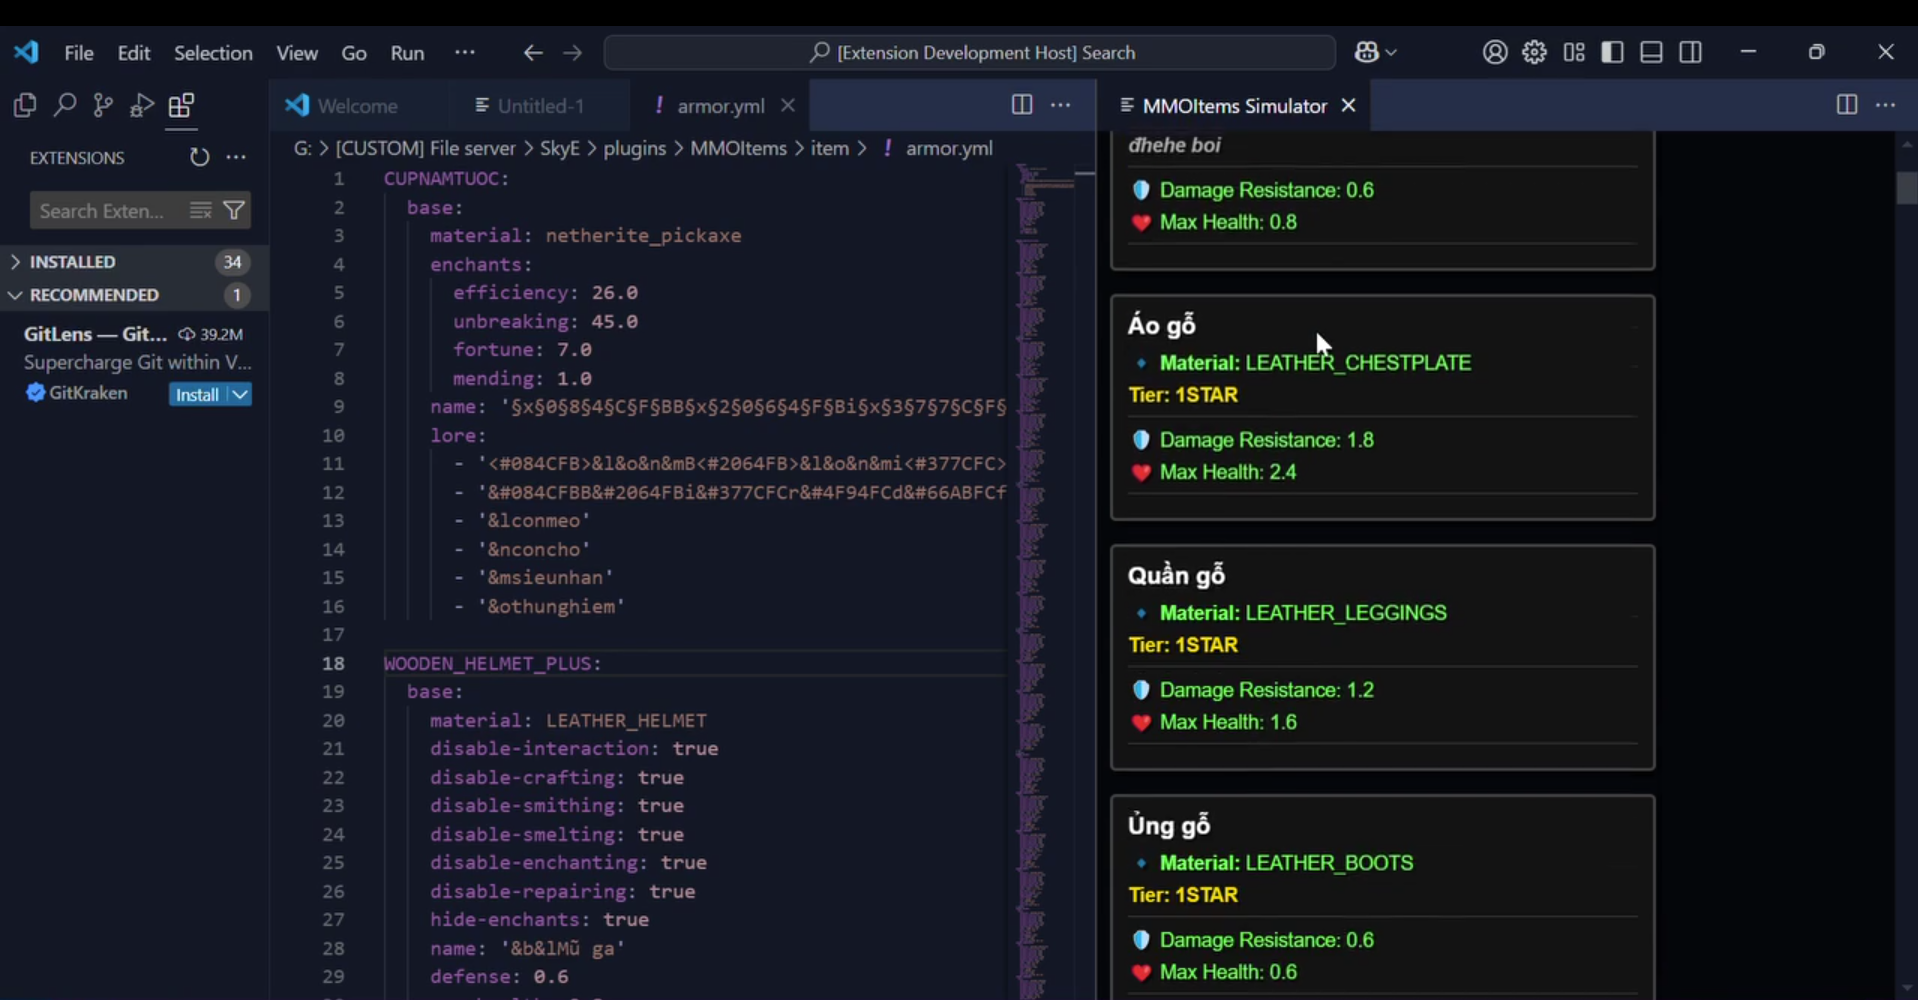 File Edit Selection View Go Run ··· [Extension Development Host] Search
Welcome Untitled-1 ! armor.yml MMOItems Simulator
EXTENSIONS
Search Exten...
INSTALLED 34
RECOMMENDED 1
GitLens — Git... 39.2M
Supercharge Git within V...
GitKraken Install
G: > [CUSTOM] File server > SkyE > plugins > MMOItems > item > ! armor.yml
1 CUPNAMTUOC:
2 base:
3 material: netherite_pickaxe
4 enchants:
5 efficiency: 26.0
6 unbreaking: 45.0
7 fortune: 7.0
8 mending: 1.0
9 name: '§x§0§8§4§C§F§BB§x§2§0§6§4§F§Bi§x§3§7§7§C§F§
10 lore:
11 - '<#084CFB>&l&o&n&mB<#2064FB>&l&o&n&mi<#377CFC>
12 - '&#084CFBB&#2064FBi&#377CFCr&#4F94FCd&#66ABFCf
13 - '&lconmeo'
14 - '&nconcho'
15 - '&msieunhan'
16 - '&othunghiem'
17
18 WOODEN_HELMET_PLUS:
19 base:
20 material: LEATHER_HELMET
21 disable-interaction: true
22 disable-crafting: true
23 disable-smithing: true
24 disable-smelting: true
25 disable-enchanting: true
26 disable-repairing: true
27 hide-enchants: true
28 name: '&b&lMũ ga'
29 defense: 0.6
đhehe boi
Damage Resistance: 0.6
Max Health: 0.8
Áo gỗ
Material: LEATHER_CHESTPLATE
Tier: 1STAR
Damage Resistance: 1.8
Max Health: 2.4
Quần gỗ
Material: LEATHER_LEGGINGS
Tier: 1STAR
Damage Resistance: 1.2
Max Health: 1.6
Ủng gỗ
Material: LEATHER_BOOTS
Tier: 1STAR
Damage Resistance: 0.6
Max Health: 0.6